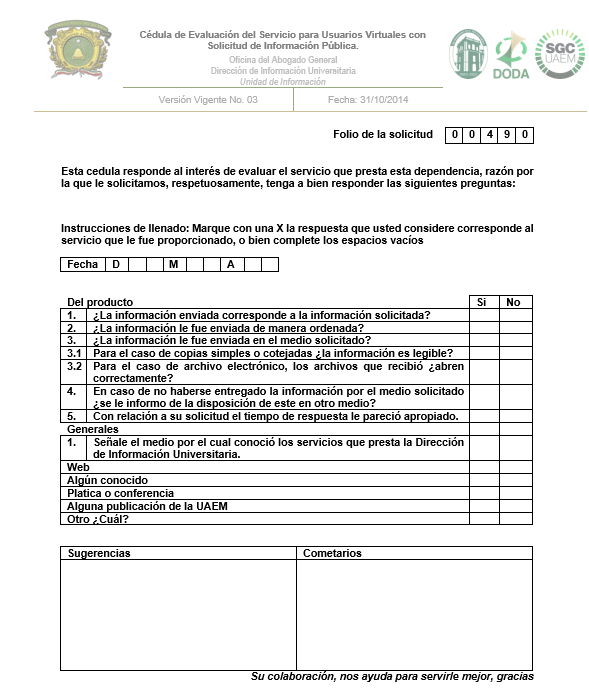 Cédula de Evaluación del Servicio para Usuarios Virtuales con
Solicitud de Información Pública.
Oficina del Abogado General
Dirección de Información Universitaria
Unidad de Información
DODA
SGC
UAEM
Versión Vigente No. 03
Fecha: 31/10/2014
Folio de la solicitud 0 0 4 9 0
Esta cedula responde al interés de evaluar el servicio que presta esta dependencia, razón por
la que le solicitamos, respetuosamente, tenga a bien responder las siguientes preguntas:
Instrucciones de llenado: Marque con una X la respuesta que usted considere corresponde al
servicio que le fue proporcionado, o bien complete los espacios vacíos
Fecha D M A
Del producto Si No
1. ¿La información enviada corresponde a la información solicitada?
2. ¿La información le fue enviada de manera ordenada?
3. ¿La información le fue enviada en el medio solicitado?
3.1 Para el caso de copias simples o cotejadas ¿la información es legible?
3.2 Para el caso de archivo electrónico, los archivos que recibió ¿abren
correctamente?
4. En caso de no haberse entregado la información por el medio solicitado
¿se le informo de la disposición de este en otro medio?
5. Con relación a su solicitud el tiempo de respuesta le pareció apropiado.
Generales
1. Señale el medio por el cual conoció los servicios que presta la Dirección
de Información Universitaria.
Web
Algún conocido
Platica o conferencia
Alguna publicación de la UAEM
Otro ¿Cuál?
Sugerencias Cometarios
Su colaboración, nos ayuda para servirle mejor, gracias